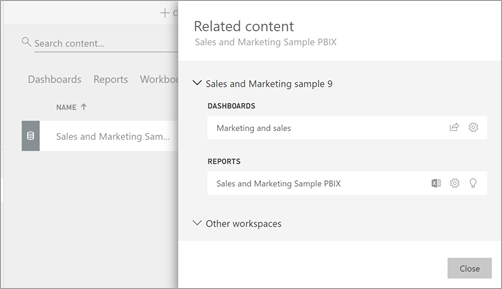 + C
Search content...
Dashboards Reports Workboo
NAME
Sales and Marketing Sam...
Related content
Sales and Marketing Sample PBIX
Sales and Marketing sample 9
DASHBOARDS
Marketing and sales
REPORTS
Sales and Marketing Sample PBIX
Other workspaces
Close